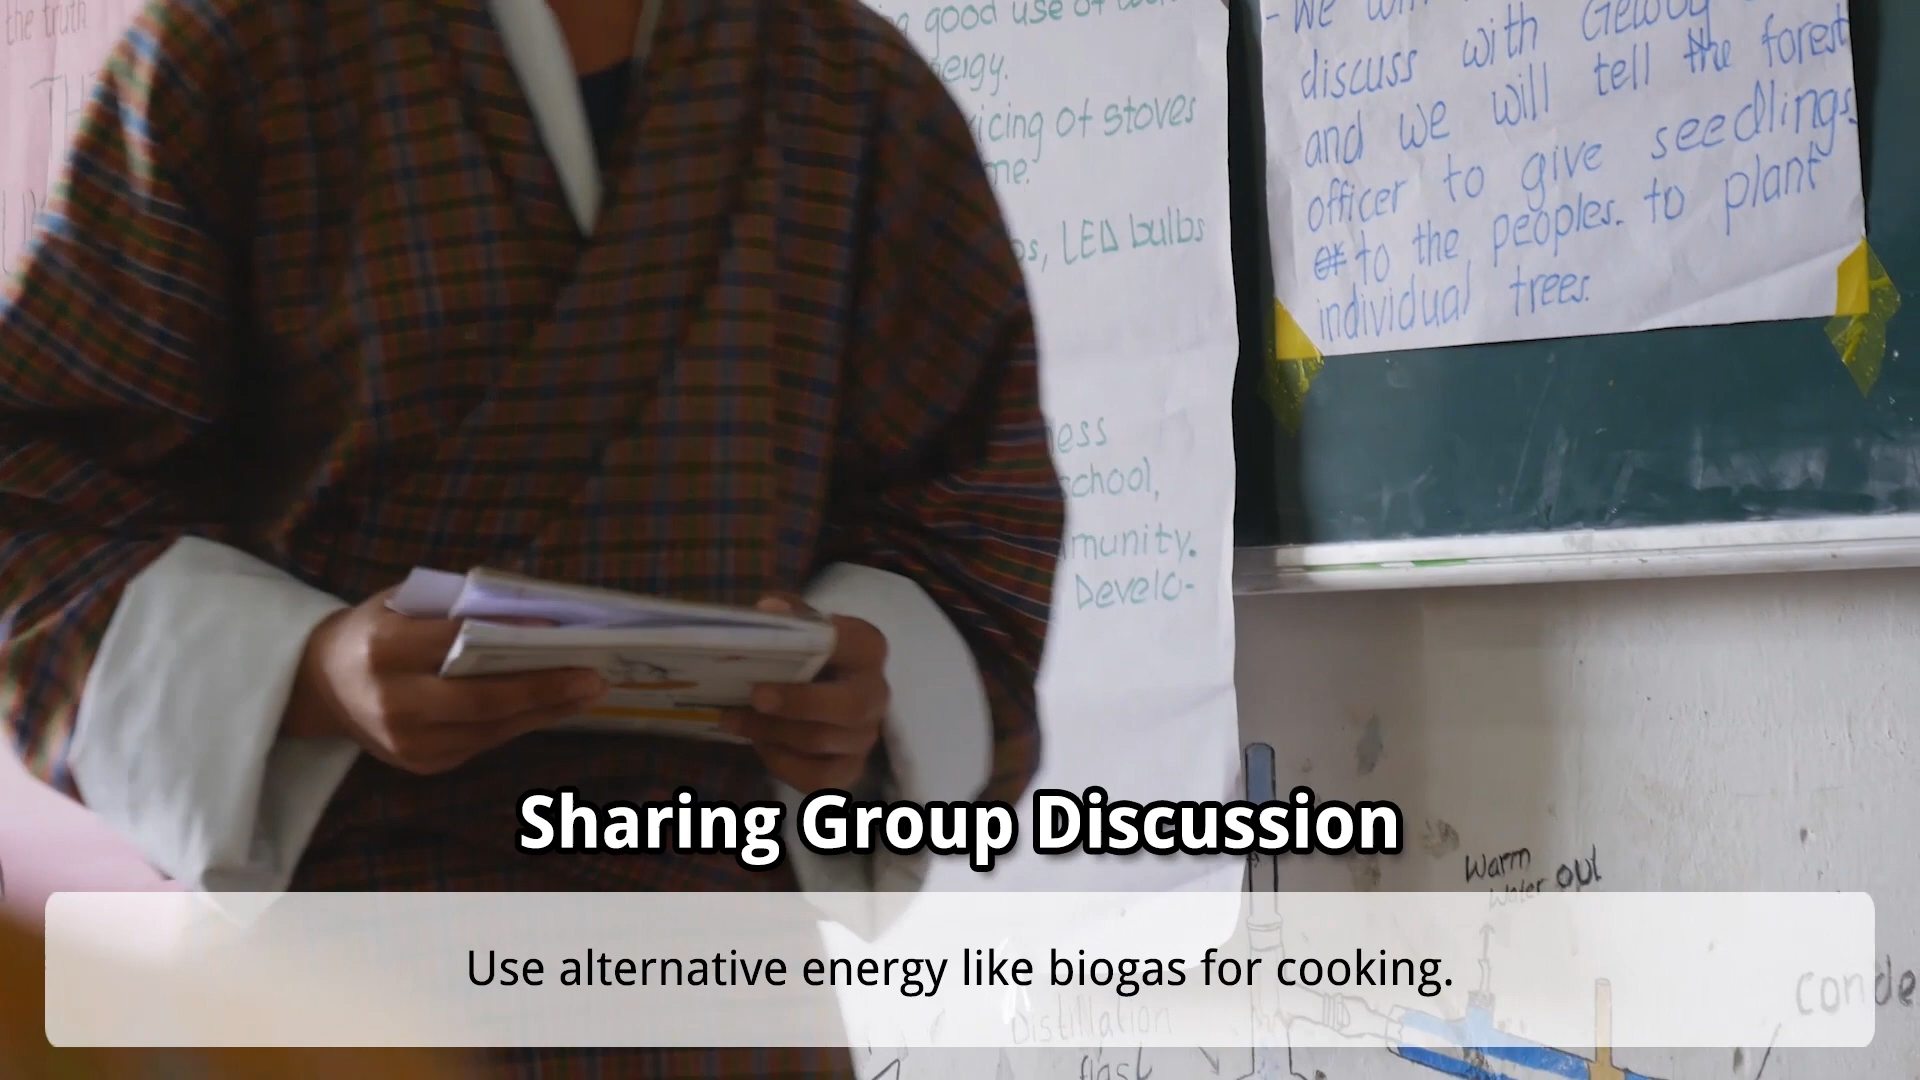 the truth
good use of
ergy.
icing of stoves
me.
s, LED bulbs
ess
school,
munity.
Develo-
discuss with Gewog
and we will tell the forest
officer to give seedlings
to the peoples. to plant
individual trees.
Sharing Group Discussion
Use alternative energy like biogas for cooking.
Warm
Water out
conde
Distillation
flask